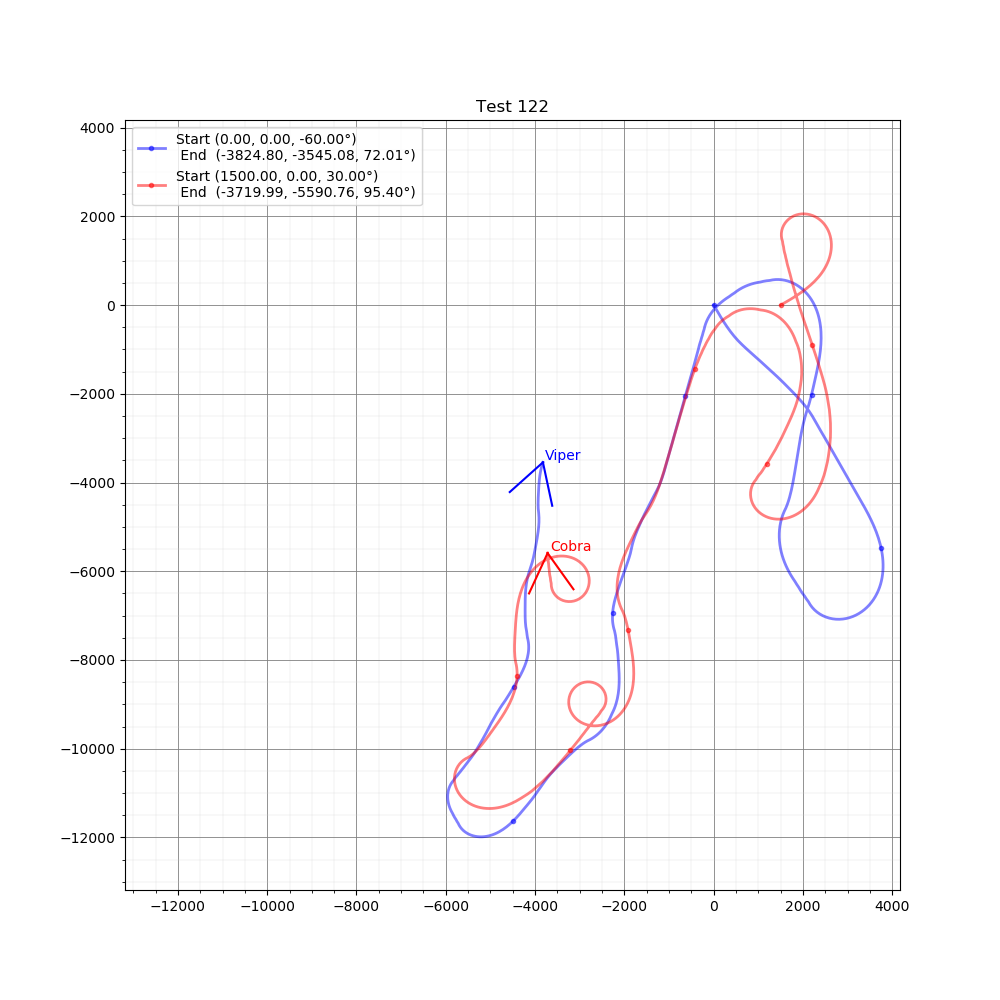 Test 122
Start (0.00, 0.00, -60.00°)
End (-3824.80, -3545.08, 72.01°)
Start (1500.00, 0.00, 30.00°)
End (-3719.99, -5590.76, 95.40°)
4000
2000
0
−2000
−4000
−6000
−8000
−10000
−12000
Viper
Cobra
−12000 −10000 −8000 −6000 −4000 −2000 0 2000 4000